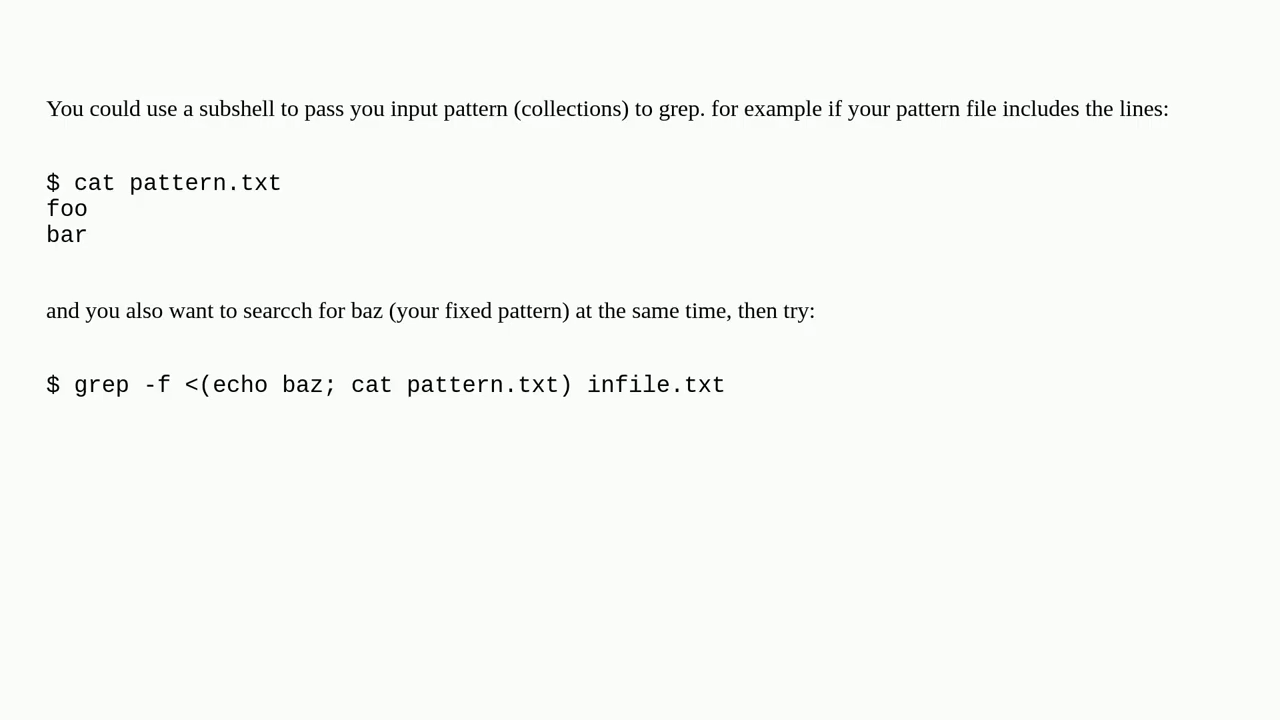 You could use a subshell to pass you input pattern (collections) to grep. for example if your pattern file includes the lines:
$ cat pattern.txt
foo
bar
and you also want to searcch for baz (your fixed pattern) at the same time, then try:
$ grep -f <(echo baz; cat pattern.txt) infile.txt